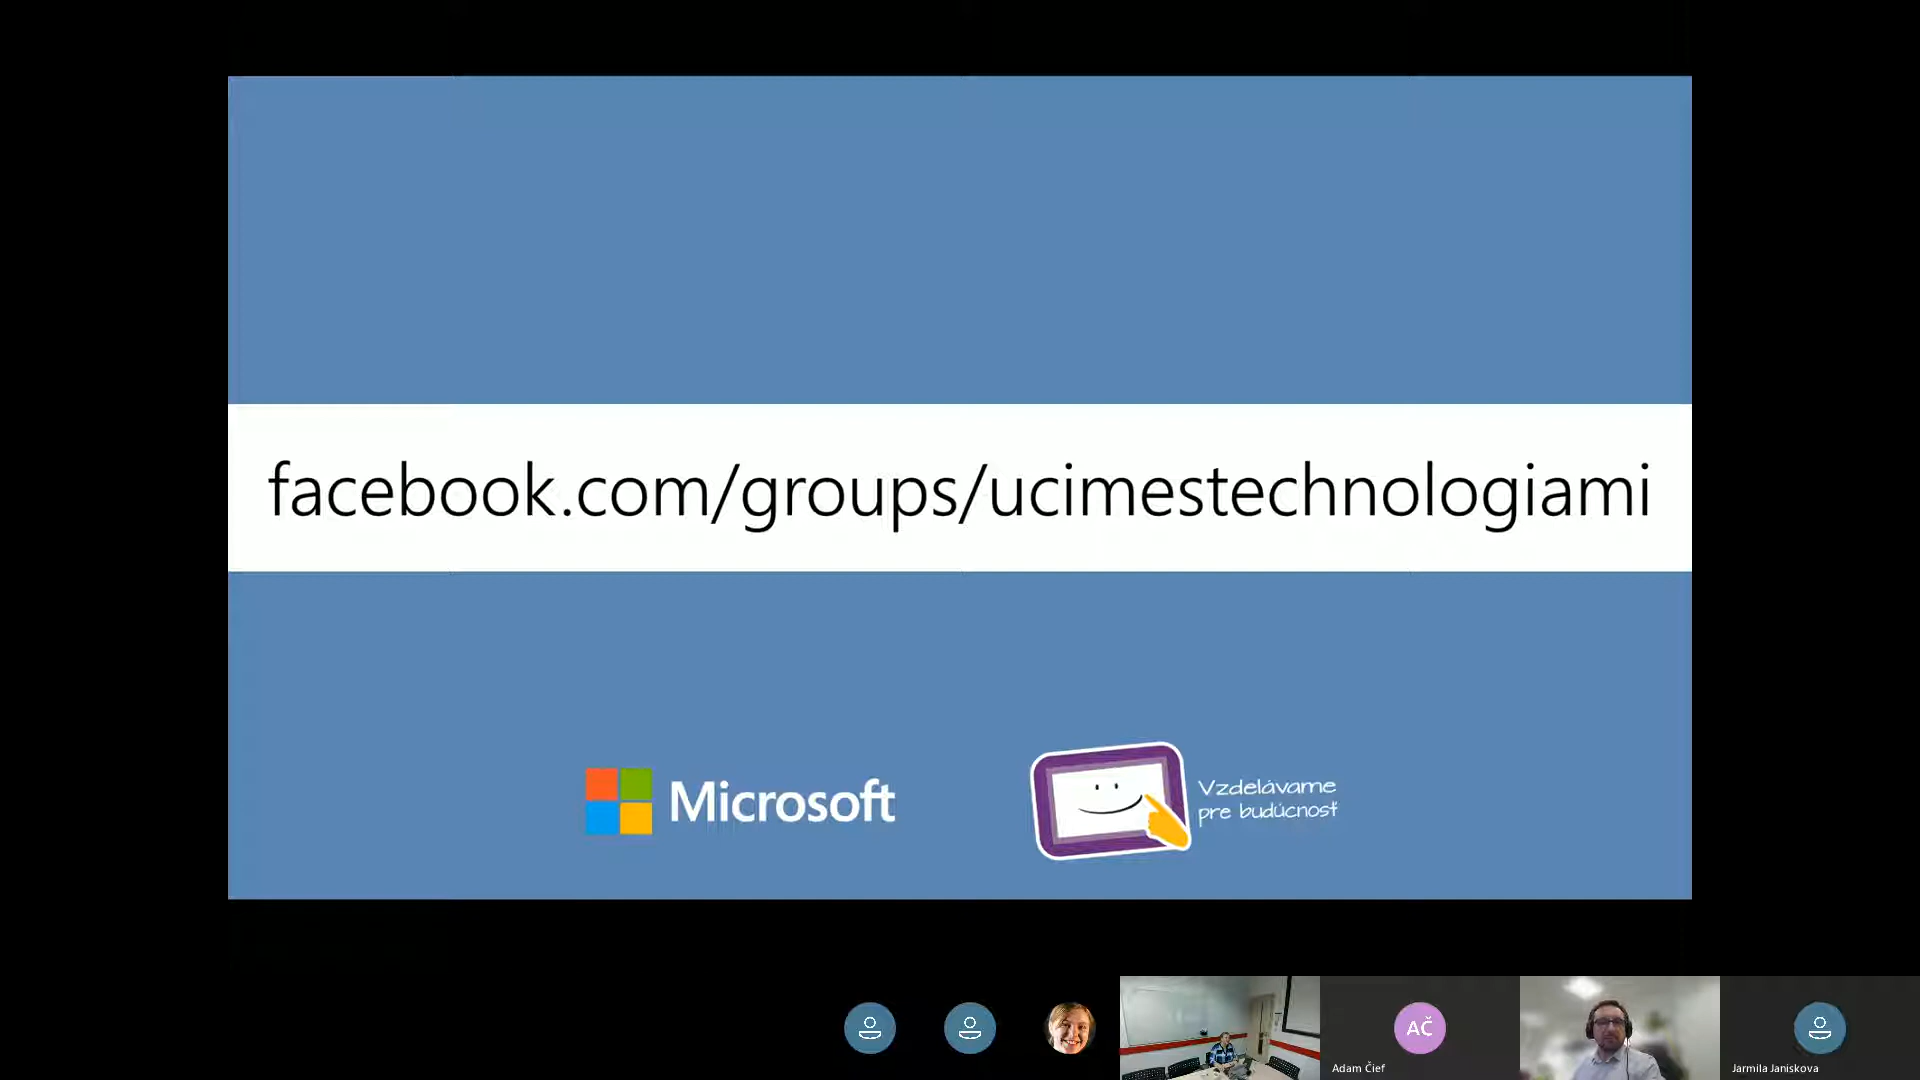 facebook.com/groups/ucimestechnologiami
Microsoft
Vzdelávame
pre budúcnosť
AČ
Adam Čief
Jarmila Janiskova